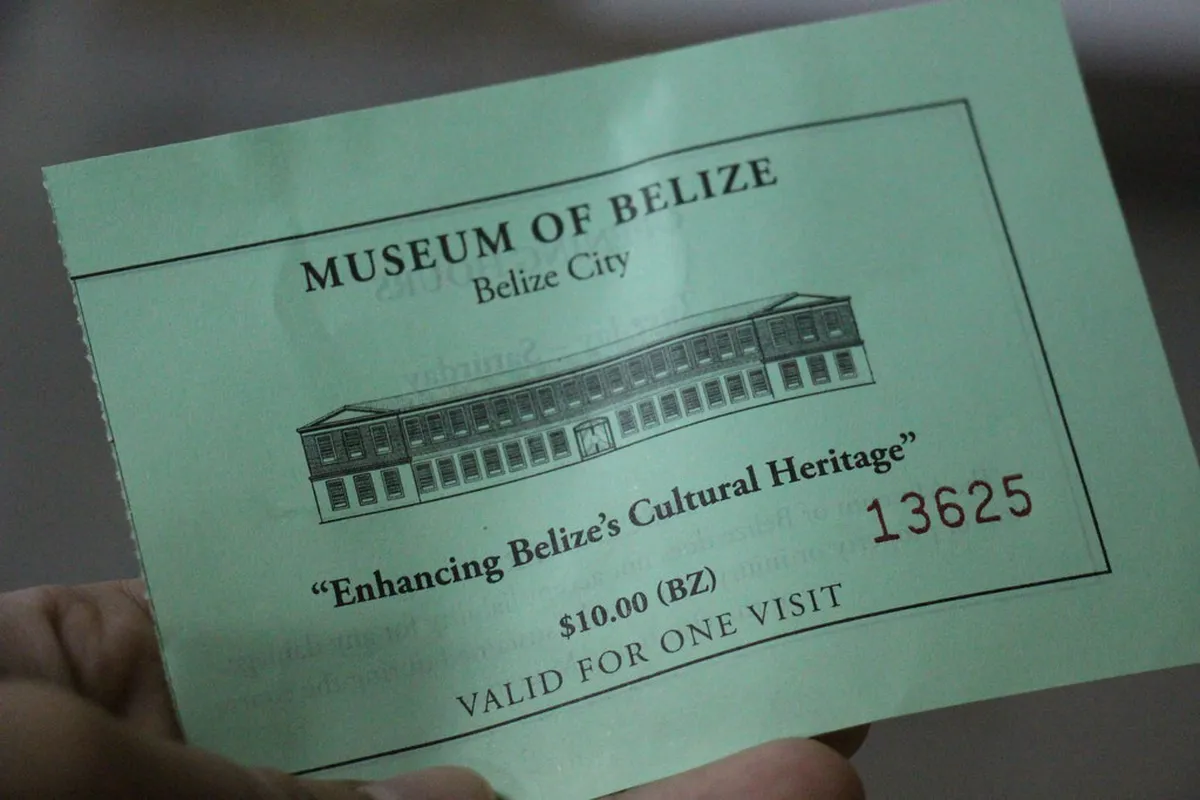 MUSEUM OF BELIZE
Belize City
“Enhancing Belize’s Cultural Heritage”
13625
$10.00 (BZ)
VALID FOR ONE VISIT